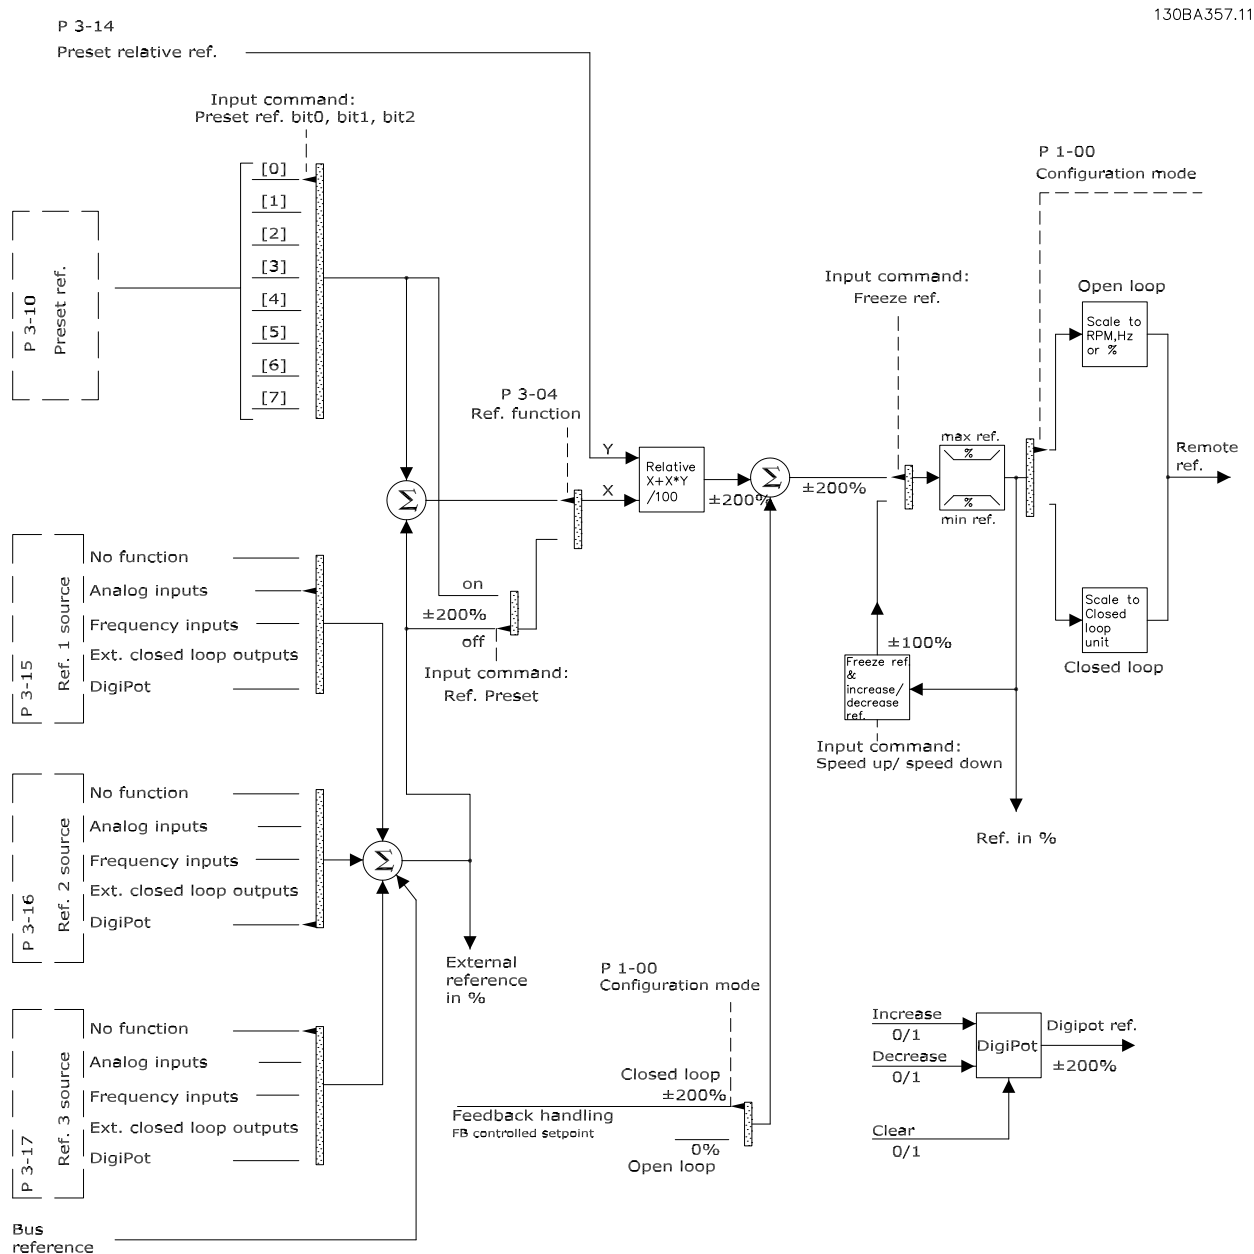 130BA357.11
P 3-14
Preset relative ref.
Input command:
Preset ref. bit0, bit1, bit2
[0]
[1]
[2]
[3]
[4]
[5]
[6]
[7]
P 3-10
Preset ref.
P 1-00
Configuration mode
Input command:
Freeze ref.
Open loop
Scale to
RPM,Hz
or %
P 3-04
Ref. function
Y
X
Relative
X+X*Y
/100
±200%
Σ
±200%
max ref.
%
%
min ref.
Remote
ref.
Σ
on
±200%
off
Input command:
Ref. Preset
Scale to
Closed
loop
unit
Closed loop
±100%
Freeze ref.
&
increase/
decrease
ref.
Input command:
Speed up/ speed down
Ref. in %
P 3-15
Ref. 1 source
No function
Analog inputs
Frequency inputs
Ext. closed loop outputs
DigiPot
P 3-16
Ref. 2 source
No function
Analog inputs
Frequency inputs
Ext. closed loop outputs
DigiPot
Σ
External
reference
in %
P 3-17
Ref. 3 source
No function
Analog inputs
Frequency inputs
Ext. closed loop outputs
DigiPot
Bus
reference
P 1-00
Configuration mode
Closed loop
±200%
Feedback handling
FB controlled setpoint
0%
Open loop
Increase
0/1
Decrease
0/1
Clear
0/1
DigiPot
Digipot ref.
±200%